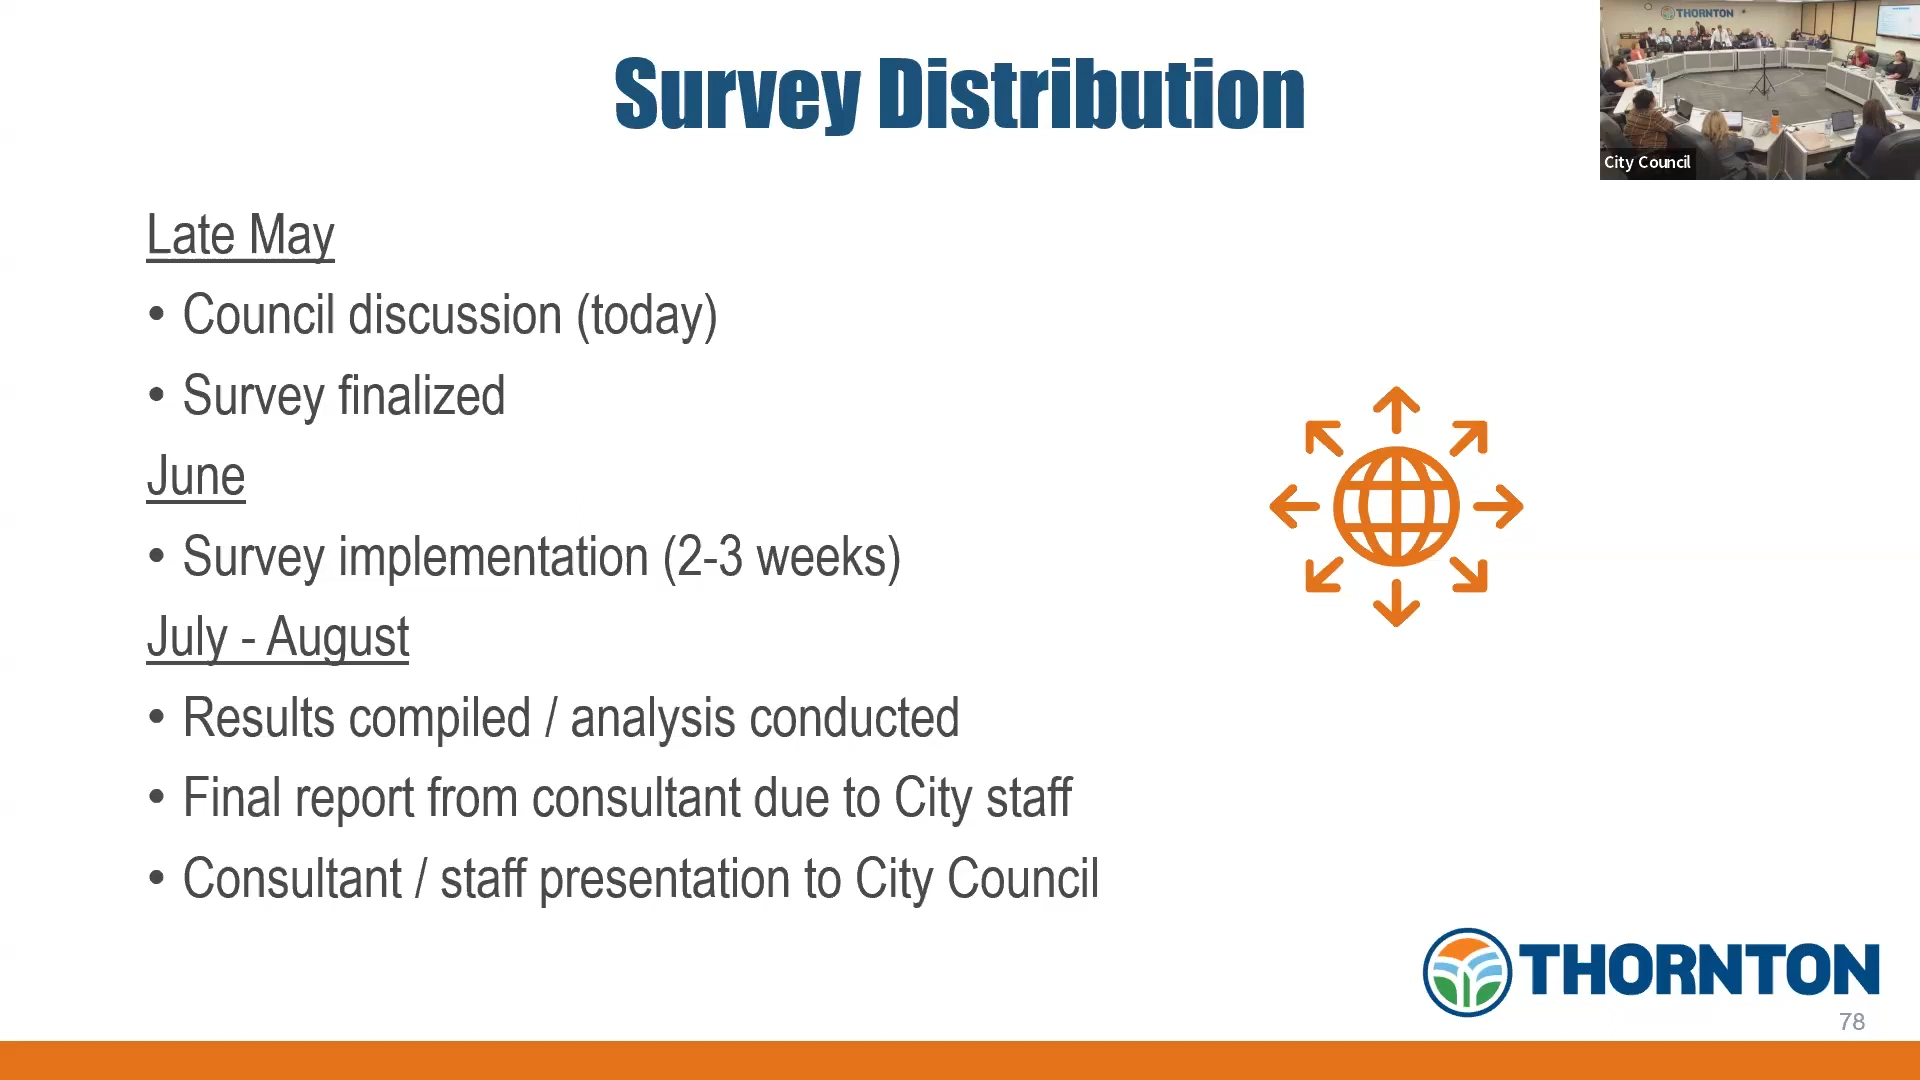 THORNTON
City Council
Survey Distribution
Late May
• Council discussion (today)
• Survey finalized
June
• Survey implementation (2-3 weeks)
July - August
• Results compiled / analysis conducted
• Final report from consultant due to City staff
• Consultant / staff presentation to City Council
THORNTON
78